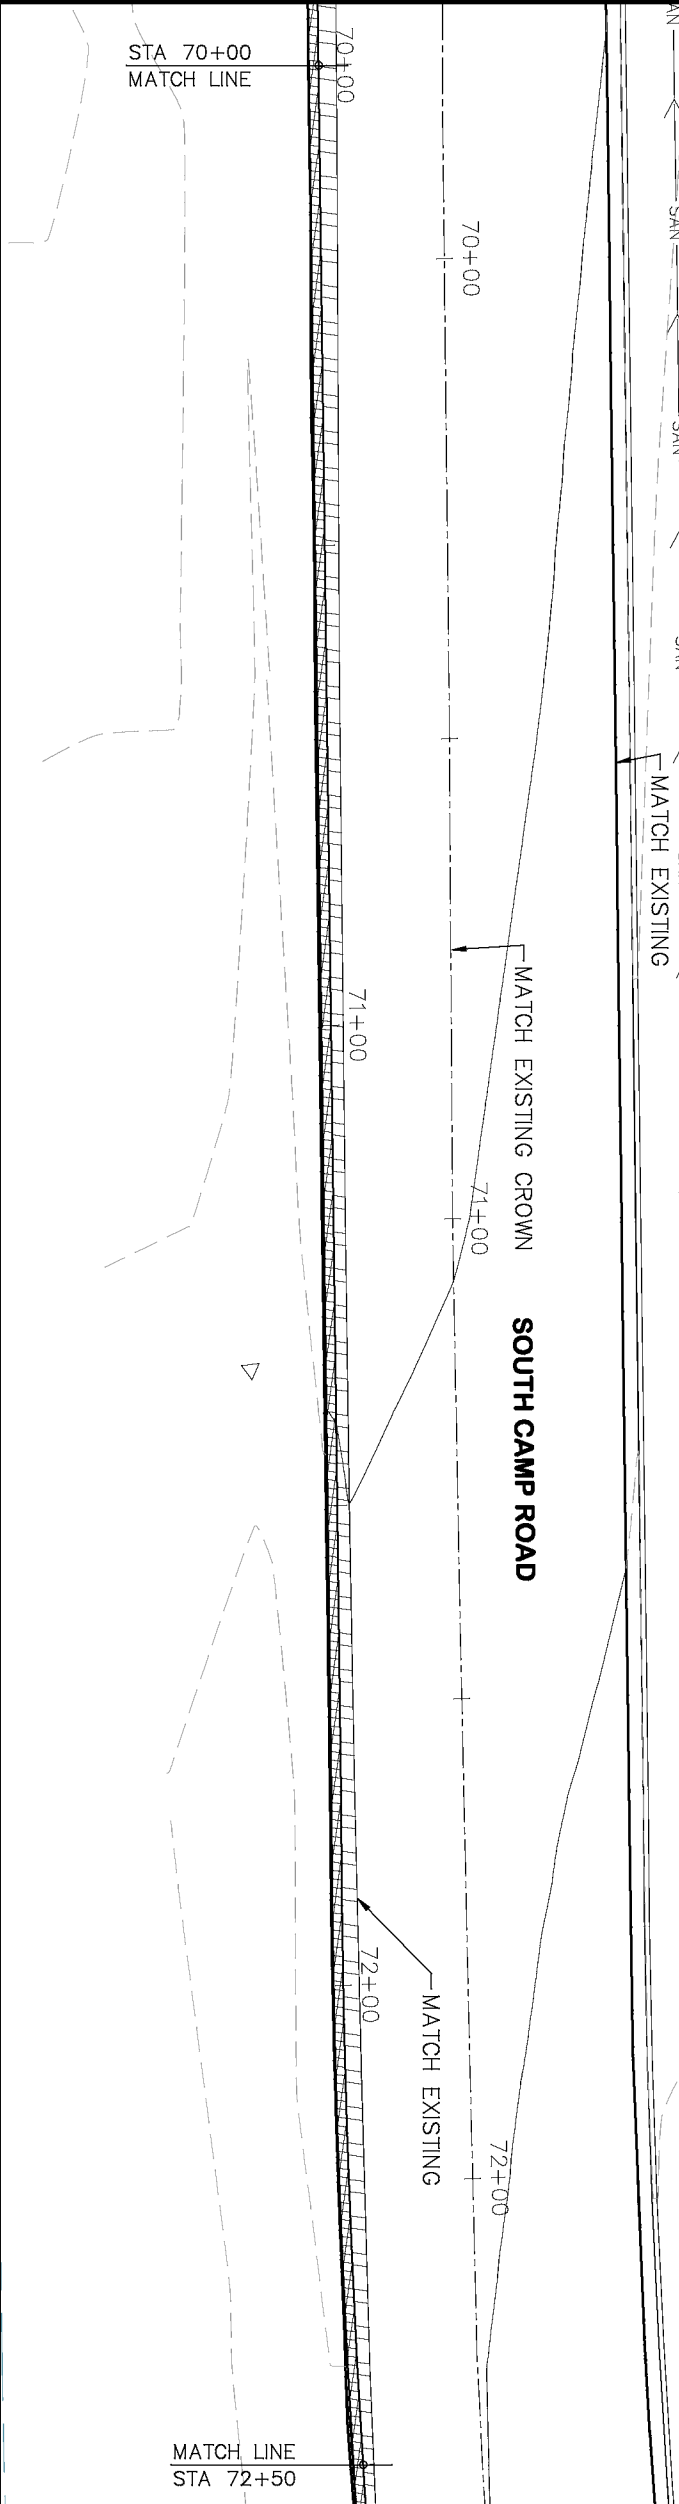 STA 70+00
MATCH LINE
70+00
70+00
SAN
SAN
MATCH EXISTING
MATCH EXISTING CROWN
71+00
71+00
SOUTH CAMP ROAD
MATCH EXISTING
72+00
72+00
MATCH LINE
STA 72+50